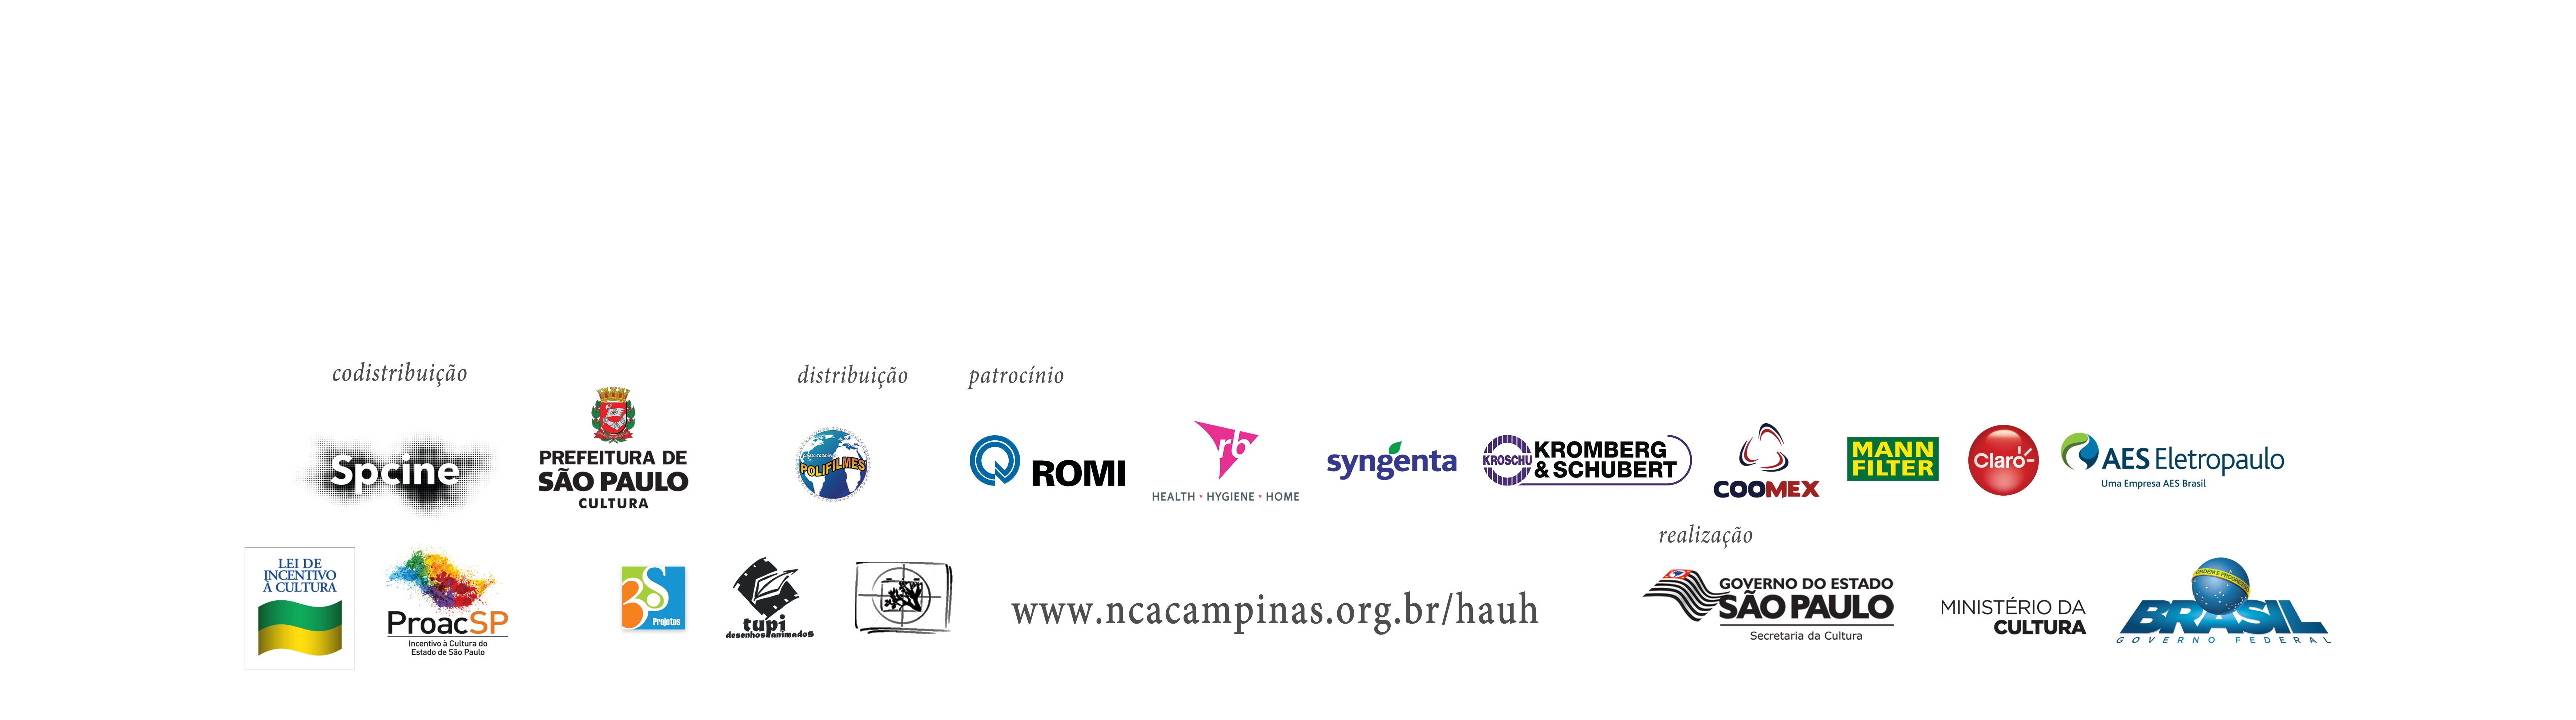 codistribuição
Spcine
PREFEITURA DE
SÃO PAULO
CULTURA
distribuição
POLIFILMES
patrocínio
ROMI
rb
HEALTH • HYGIENE • HOME
syngenta
KROSCHU
KROMBERG
& SCHUBERT
COOMEX
MANN
FILTER
Claro
AES Eletropaulo
Uma Empresa AES Brasil
LEI DE
INCENTIVO
À CULTURA
ProacSP
Incentivo à Cultura do
Estado de São Paulo
3S
Projetos
tupi
desenhos animados
www.ncacampinas.org.br/hauh
realização
GOVERNO DO ESTADO
SÃO PAULO
Secretaria da Cultura
MINISTÉRIO DA
CULTURA
ORDEM E PROGRESSO
BRASIL
GOVERNO FEDERAL